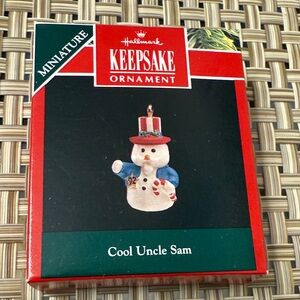 MINIATURE
Hallmark
KEEPSAKE
ORNAMENT
Cool Uncle Sam